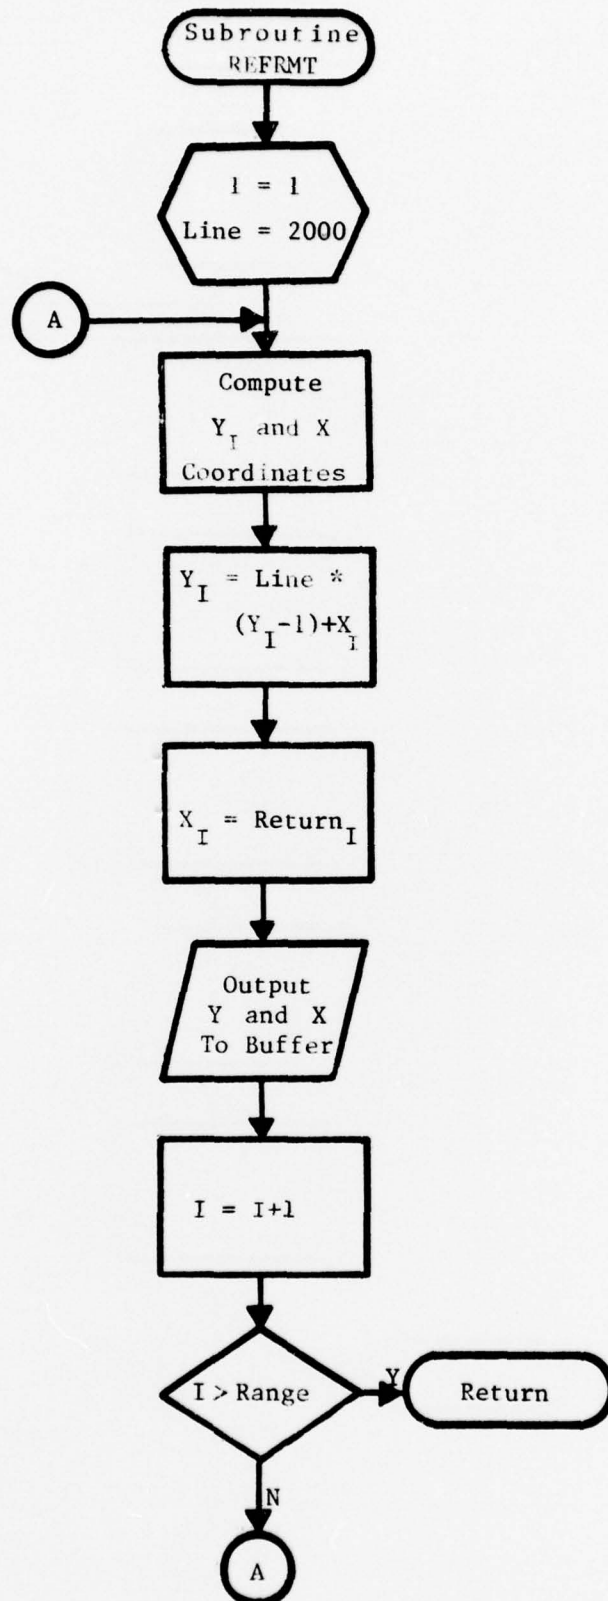 Subroutine
REFRMT
I = 1
Line = 2000
A
Compute
Y_I and X
Coordinates
Y_I = Line *
(Y_I-1)+X_I
X_I = Return_I
Output
Y and X
To Buffer
I = I+1
I > Range
Y
Return
N
A